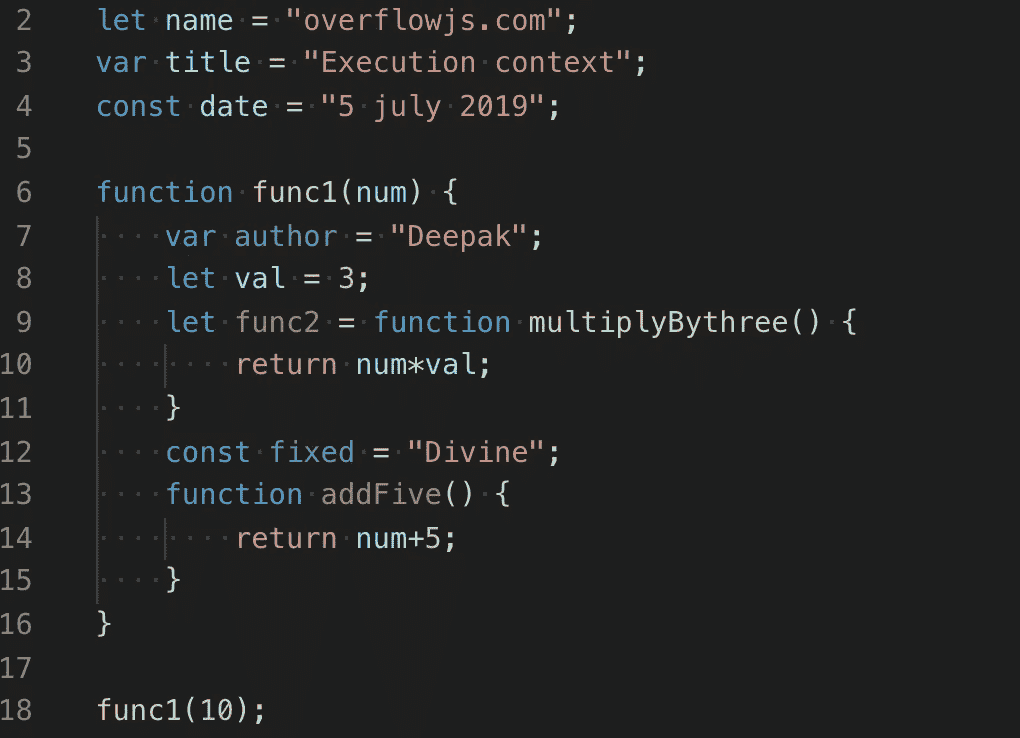 2 let name = "overflowjs.com";
3 var title = "Execution context";
4 const date = "5 july 2019";
5
6 function func1(num) {
7     var author = "Deepak";
8     let val = 3;
9     let func2 = function multiplyBythree() {
10         return num*val;
11     }
12     const fixed = "Divine";
13     function addFive() {
14         return num+5;
15     }
16 }
17
18 func1(10);